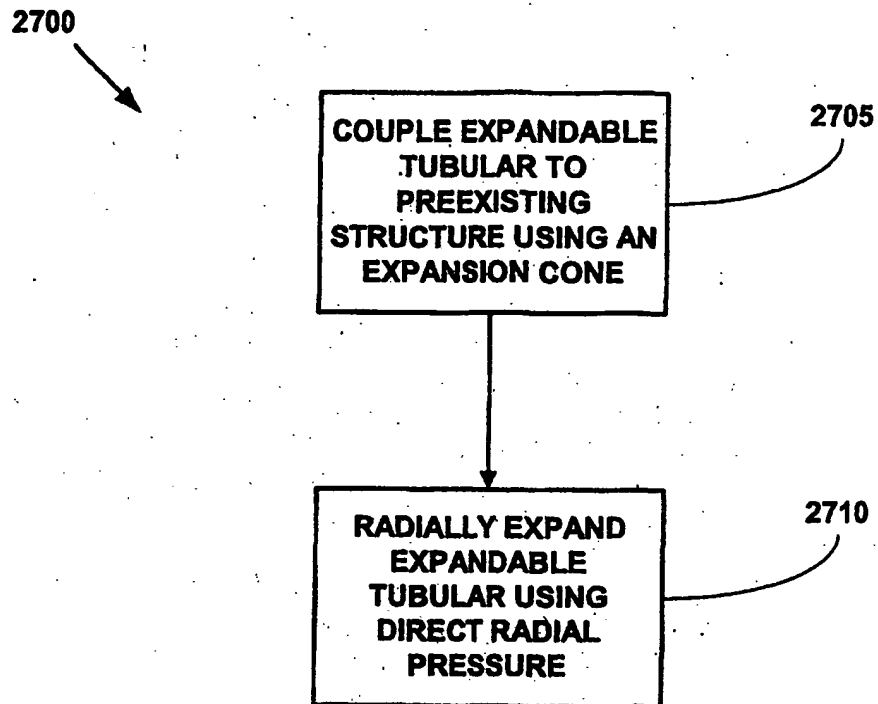 2700
COUPLE EXPANDABLE
TUBULAR TO
PREEXISTING
STRUCTURE USING AN
EXPANSION CONE
2705
RADIALLY EXPAND
EXPANDABLE
TUBULAR USING
DIRECT RADIAL
PRESSURE
2710